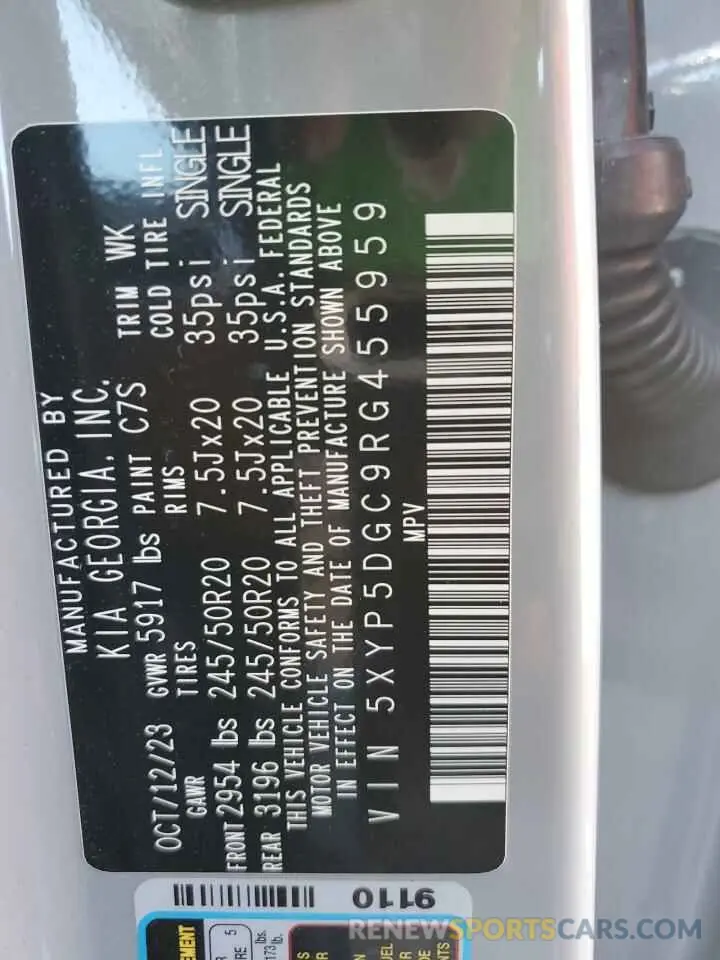 MANUFACTURED BY
KIA GEORGIA, INC.
OCT/12/23 GVWR 5917 lbs PAINT C7S TRIM WK
GAWR TIRES RIMS COLD TIRE INFL
FRONT 2954 lbs 245/50R20 7.5Jx20 35psi SINGLE
REAR 3196 lbs 245/50R20 7.5Jx20 35psi SINGLE
THIS VEHICLE CONFORMS TO ALL APPLICABLE U.S.A. FEDERAL
MOTOR VEHICLE SAFETY AND THEFT PREVENTION STANDARDS
IN EFFECT ON THE DATE OF MANUFACTURE SHOWN ABOVE
VIN 5XYP5DGC9RG455959
MPV
9110
RENEWSPORTSCARS.COM